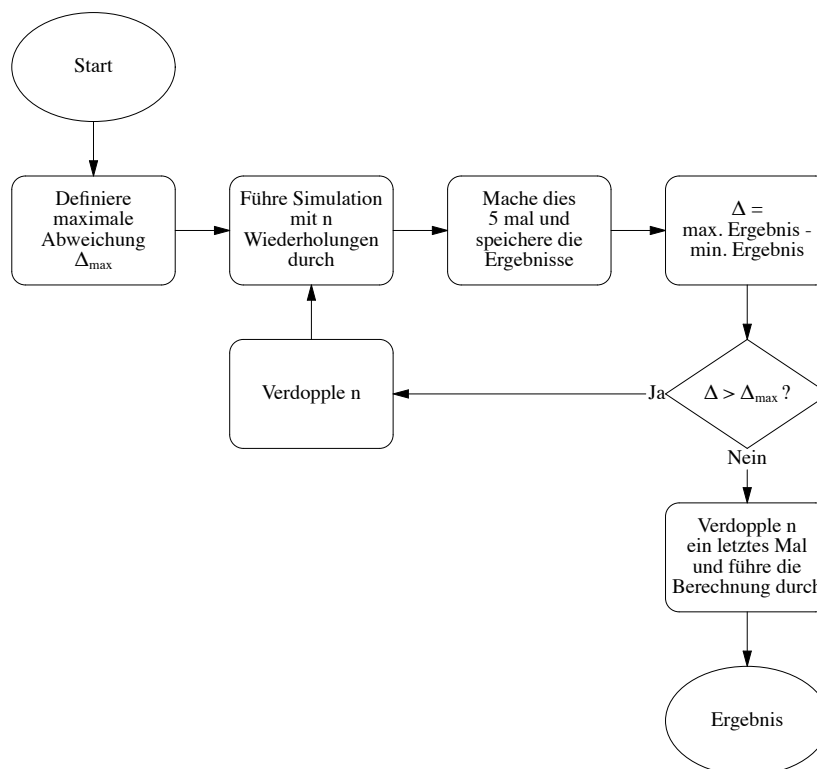 Start
Definiere
maximale
Abweichung
Δmax
Führe Simulation
mit n
Wiederholungen
durch
Mache dies
5 mal und
speichere die
Ergebnisse
Δ =
max. Ergebnis -
min. Ergebnis
Verdopple n
Ja
Δ > Δmax ?
Nein
Verdopple n
ein letztes Mal
und führe die
Berechnung durch
Ergebnis